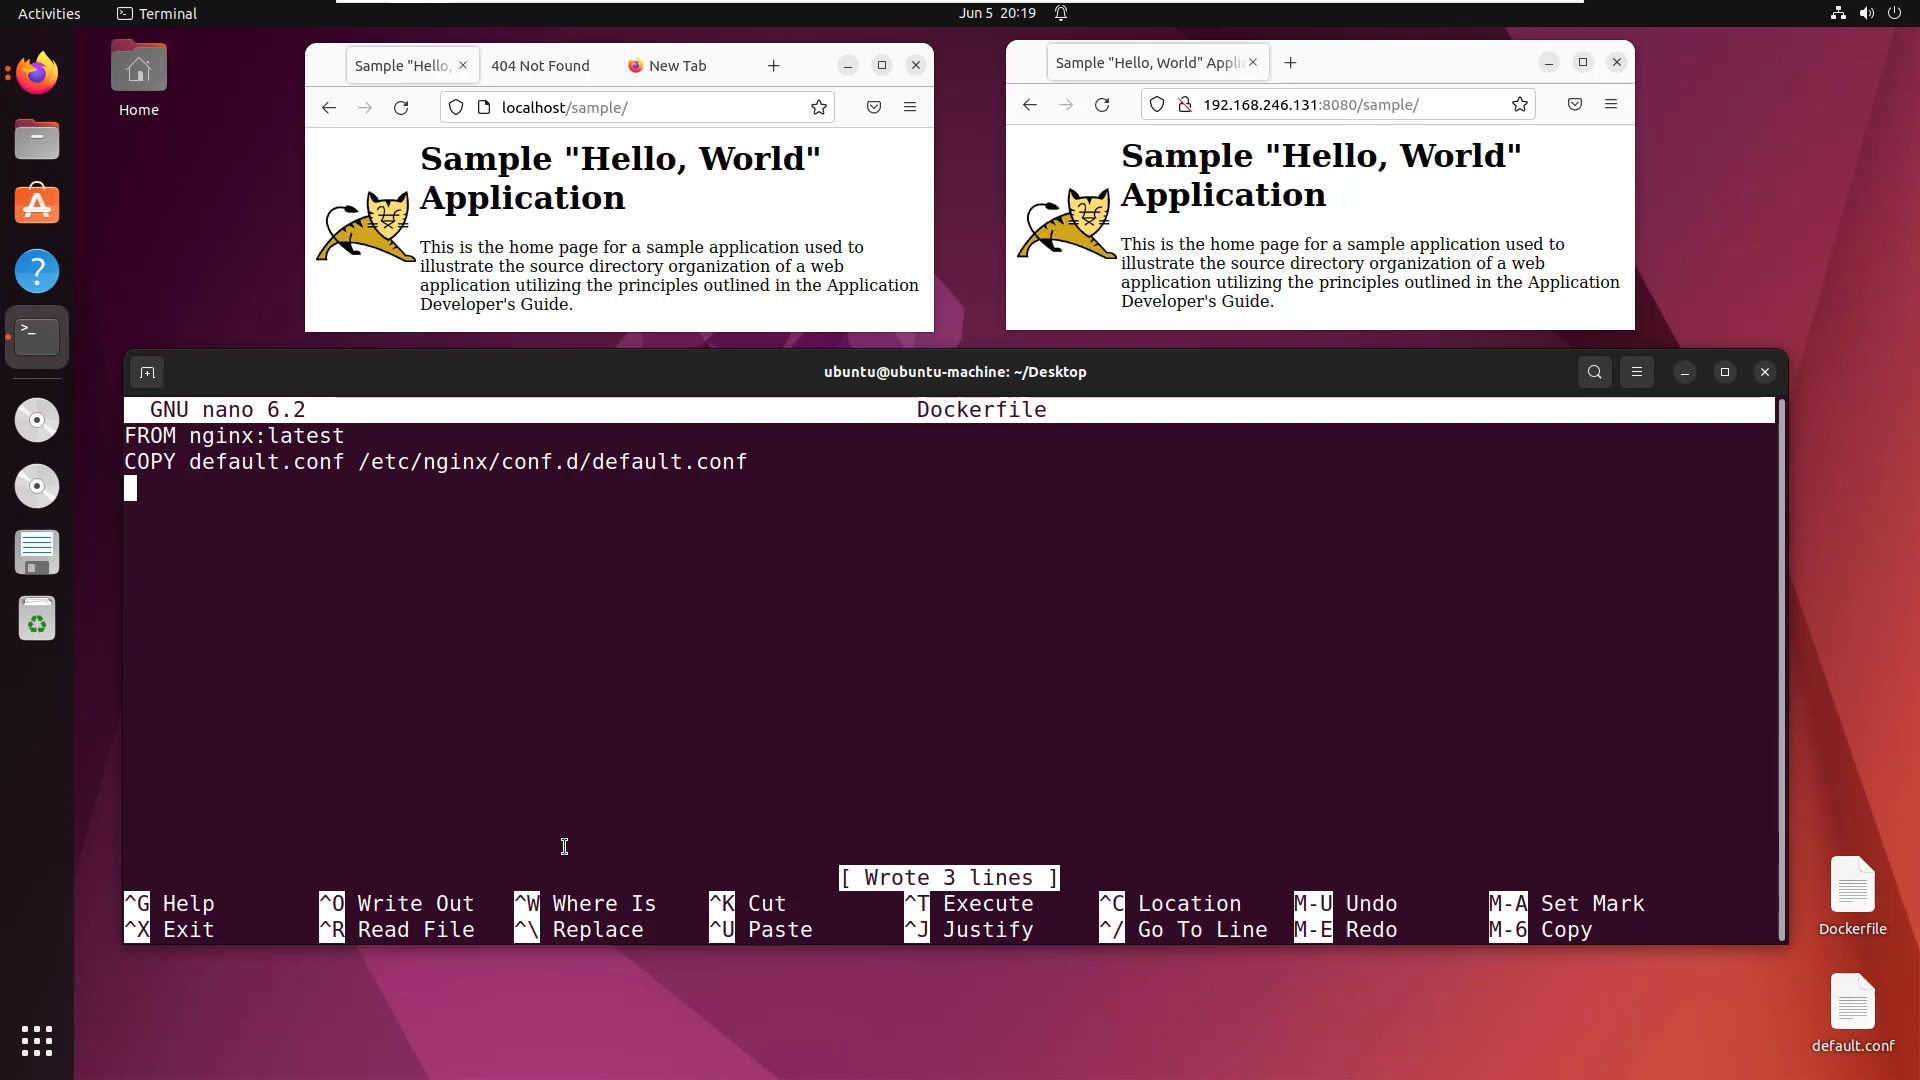 Activities
Terminal
Jun 5 20:19
Home
Sample "Hello,
404 Not Found
New Tab
localhost/sample/
Sample "Hello, World"
Application
This is the home page for a sample application used to
illustrate the source directory organization of a web
application utilizing the principles outlined in the Application
Developer's Guide.
Sample "Hello, World" Appli
192.168.246.131:8080/sample/
Sample "Hello, World"
Application
This is the home page for a sample application used to
illustrate the source directory organization of a web
application utilizing the principles outlined in the Application
Developer's Guide.
ubuntu@ubuntu-machine: ~/Desktop
GNU nano 6.2 Dockerfile
FROM nginx:latest
COPY default.conf /etc/nginx/conf.d/default.conf
[ Wrote 3 lines ]
^G Help ^O Write Out ^W Where Is ^K Cut ^T Execute ^C Location M-U Undo M-A Set Mark
^X Exit ^R Read File ^\ Replace ^U Paste ^J Justify ^/ Go To Line M-E Redo M-6 Copy
Dockerfile
default.conf